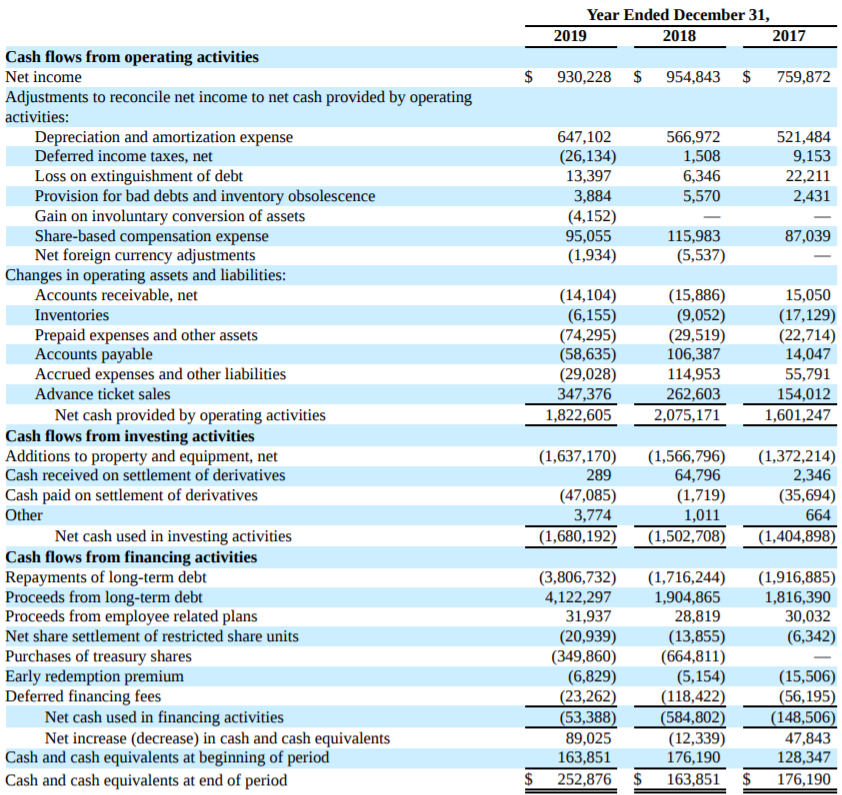 Year Ended December 31,
2019 2018 2017
Cash flows from operating activities
Net income $ 930,228 $ 954,843 $ 759,872
Adjustments to reconcile net income to net cash provided by operating
activities:
Depreciation and amortization expense 647,102 566,972 521,484
Deferred income taxes, net (26,134) 1,508 9,153
Loss on extinguishment of debt 13,397 6,346 22,211
Provision for bad debts and inventory obsolescence 3,884 5,570 2,431
Gain on involuntary conversion of assets (4,152) — —
Share-based compensation expense 95,055 115,983 87,039
Net foreign currency adjustments (1,934) (5,537) —
Changes in operating assets and liabilities:
Accounts receivable, net (14,104) (15,886) 15,050
Inventories (6,155) (9,052) (17,129)
Prepaid expenses and other assets (74,295) (29,519) (22,714)
Accounts payable (58,635) 106,387 14,047
Accrued expenses and other liabilities (29,028) 114,953 55,791
Advance ticket sales 347,376 262,603 154,012
Net cash provided by operating activities 1,822,605 2,075,171 1,601,247
Cash flows from investing activities
Additions to property and equipment, net (1,637,170) (1,566,796) (1,372,214)
Cash received on settlement of derivatives 289 64,796 2,346
Cash paid on settlement of derivatives (47,085) (1,719) (35,694)
Other 3,774 1,011 664
Net cash used in investing activities (1,680,192) (1,502,708) (1,404,898)
Cash flows from financing activities
Repayments of long-term debt (3,806,732) (1,716,244) (1,916,885)
Proceeds from long-term debt 4,122,297 1,904,865 1,816,390
Proceeds from employee related plans 31,937 28,819 30,032
Net share settlement of restricted share units (20,939) (13,855) (6,342)
Purchases of treasury shares (349,860) (664,811) —
Early redemption premium (6,829) (5,154) (15,506)
Deferred financing fees (23,262) (118,422) (56,195)
Net cash used in financing activities (53,388) (584,802) (148,506)
Net increase (decrease) in cash and cash equivalents 89,025 (12,339) 47,843
Cash and cash equivalents at beginning of period 163,851 176,190 128,347
Cash and cash equivalents at end of period $ 252,876 $ 163,851 $ 176,190